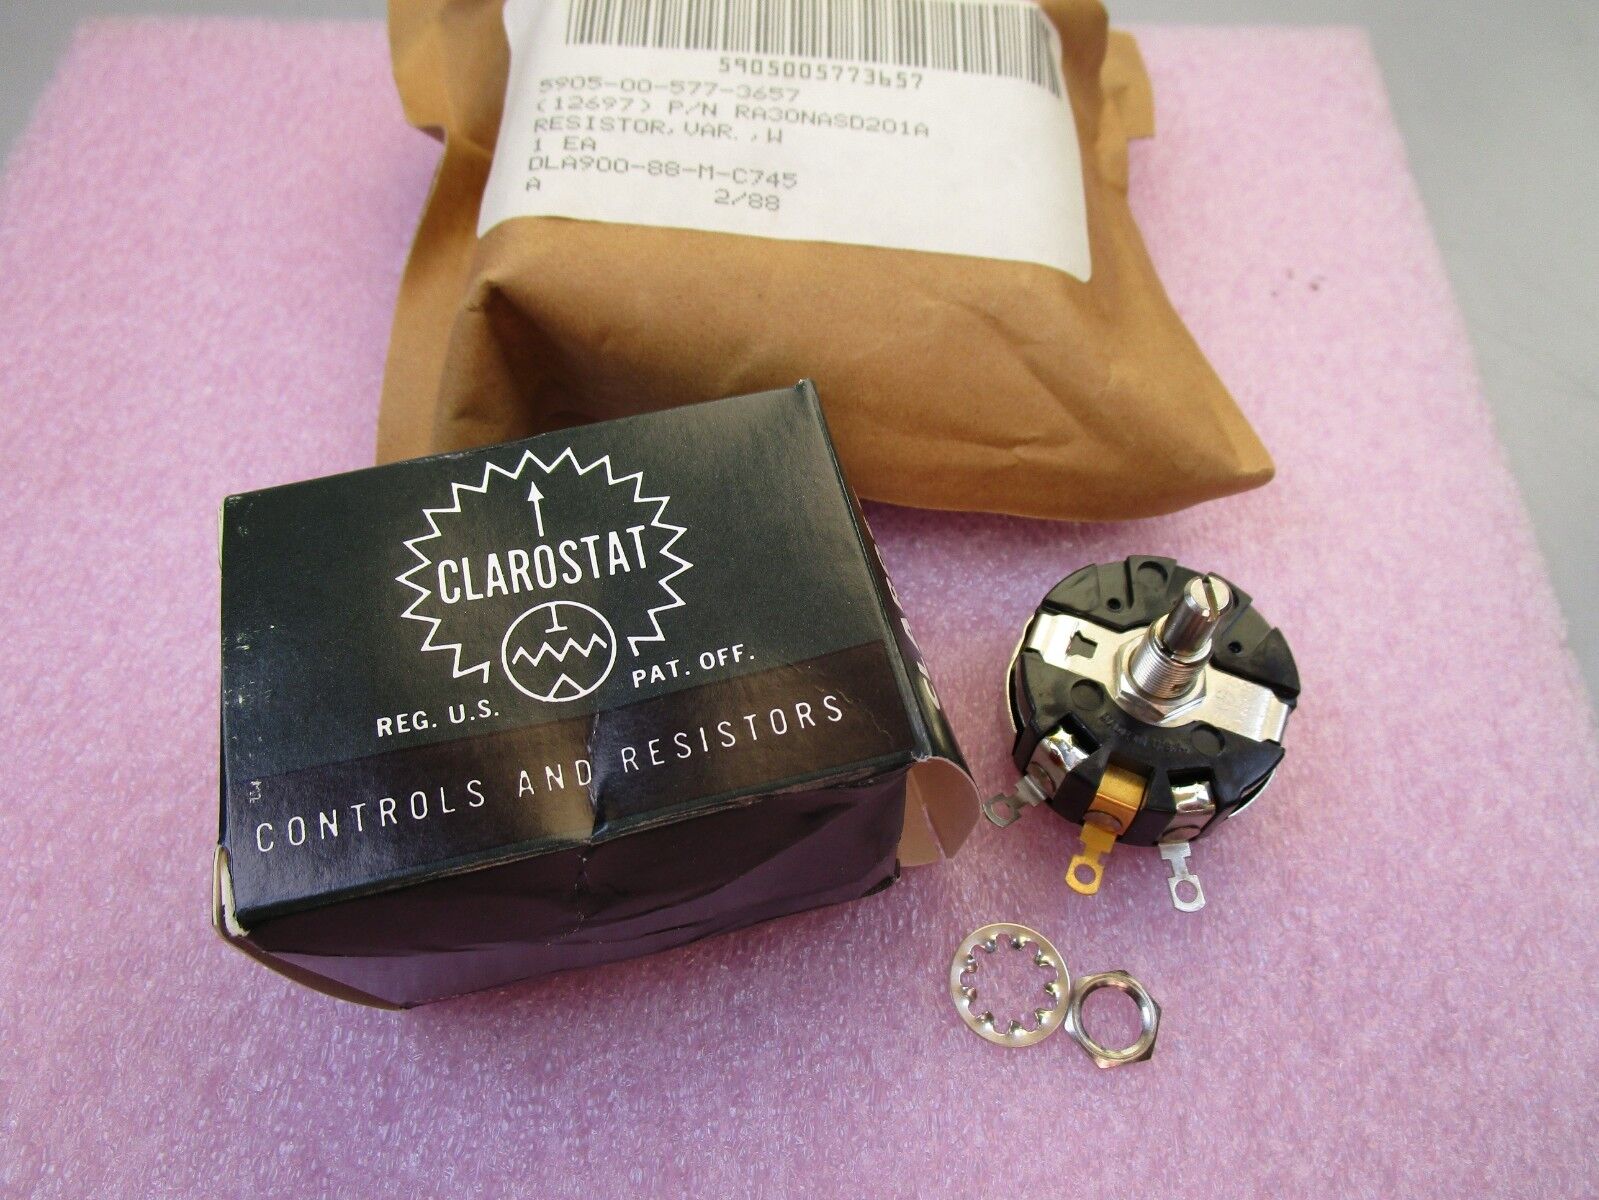 5905005773657
5905-00-577-3657
(12697) P/N RA30NASD201A
RESISTOR,VAR.,W
1 EA
DLA900-88-M-C745
A 2/88
CLAROSTAT
REG. U.S. PAT. OFF.
CONTROLS AND RESISTORS